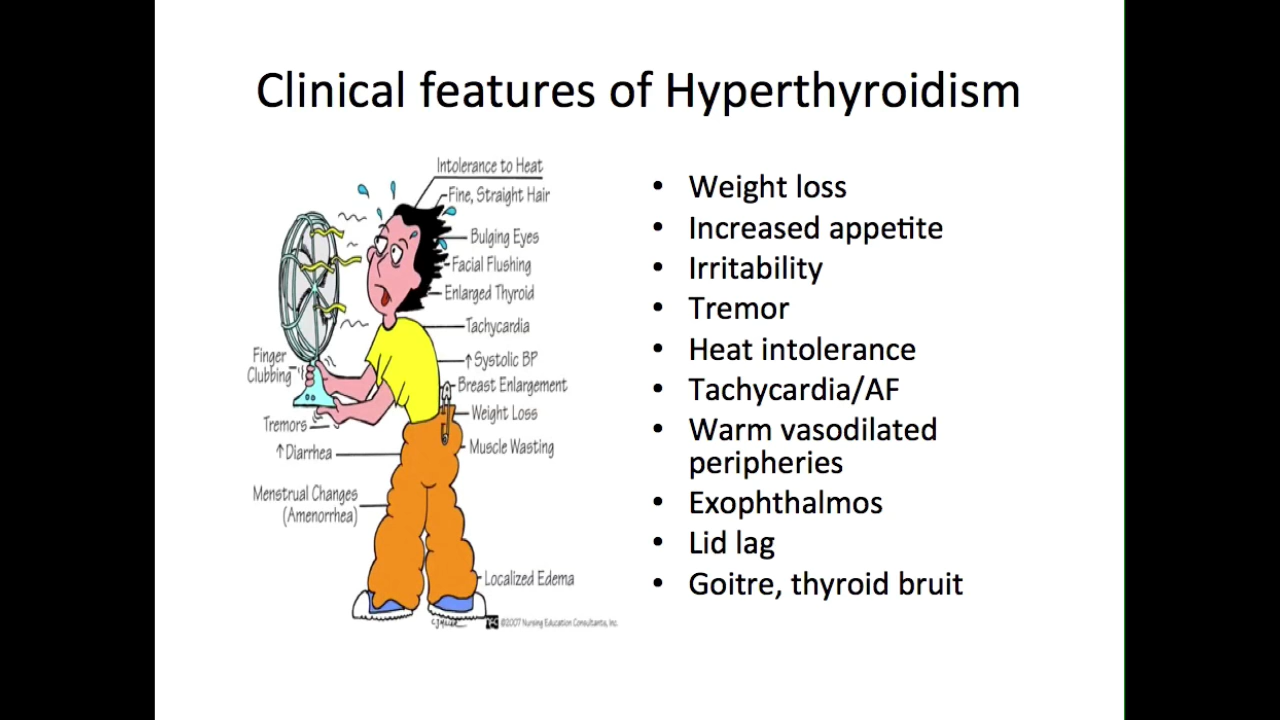 Clinical features of Hyperthyroidism
Intolerance to Heat
Fine, Straight Hair
Bulging Eyes
Facial Flushing
Enlarged Thyroid
Tachycardia
↑ Systolic BP
Breast Enlargement
Weight Loss
Muscle Wasting
Localized Edema
Finger
Clubbing
Tremors
↑ Diarrhea
Menstrual Changes
(Amenorrhea)
©2007 Nursing Education Consultants, Inc.
• Weight loss
• Increased appetite
• Irritability
• Tremor
• Heat intolerance
• Tachycardia/AF
• Warm vasodilated
peripheries
• Exophthalmos
• Lid lag
• Goitre, thyroid bruit